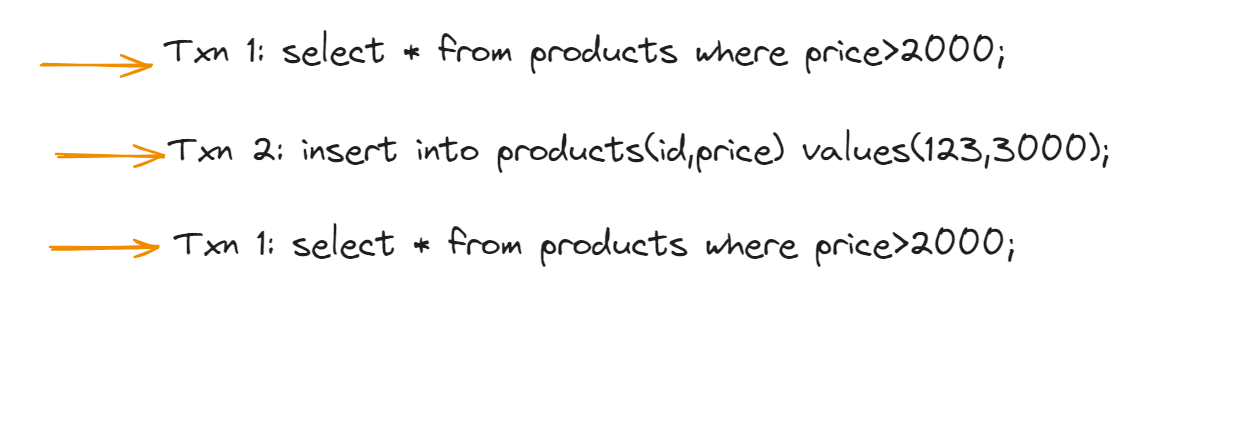 Txn 1: select * from products where price>2000;
Txn 2: insert into products(id,price) values(123,3000);
Txn 1: select * from products where price>2000;